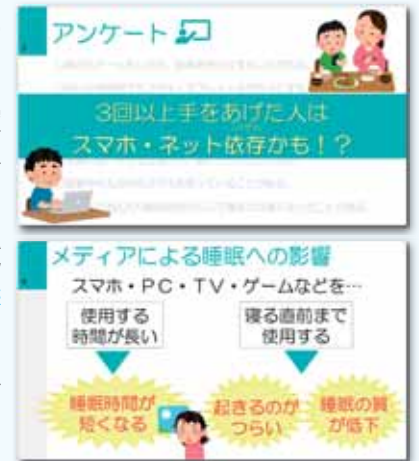 アンケート
3回以上手をあげた人は
スマホ・ネット依存かも！？
メディアによる睡眠への影響
スマホ・PC・TV・ゲームなどを…
使用する
時間が長い
寝る直前まで
使用する
睡眠時間が
短くなる
起きるのが
つらい
睡眠の質
が低下